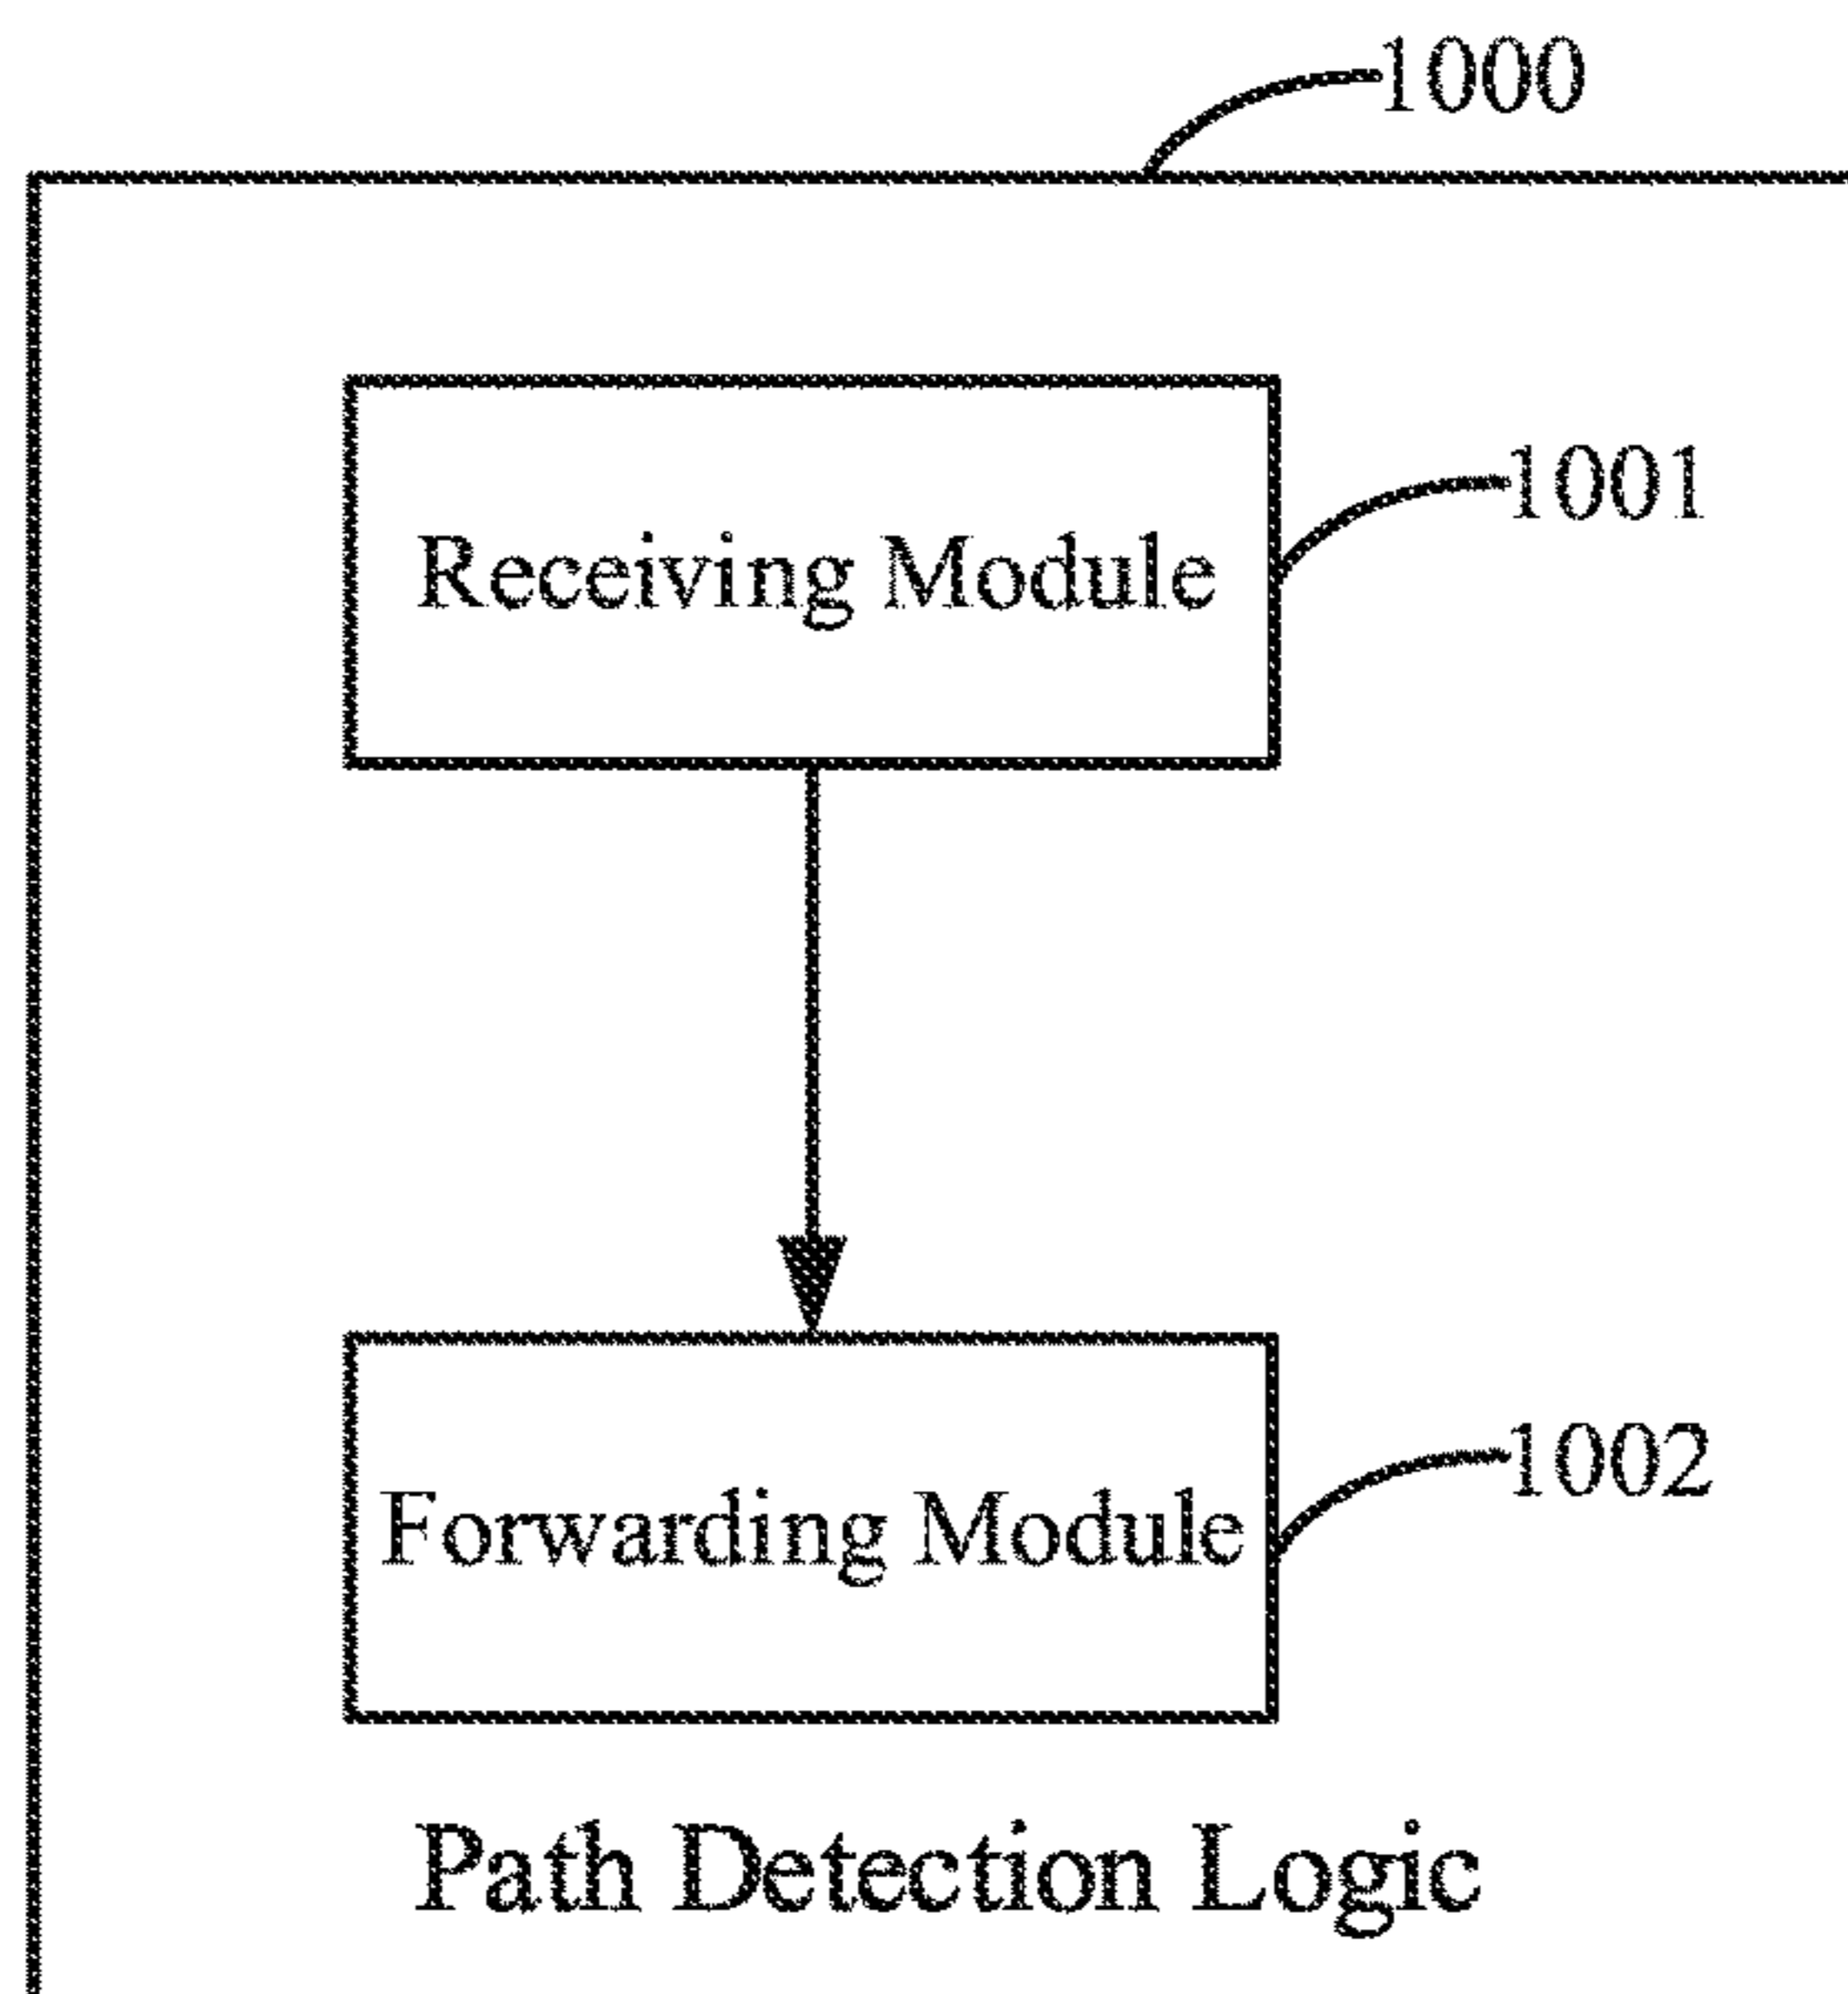 1000
1001
Receiving Module
1002
Forwarding Module
Path Detection Logic